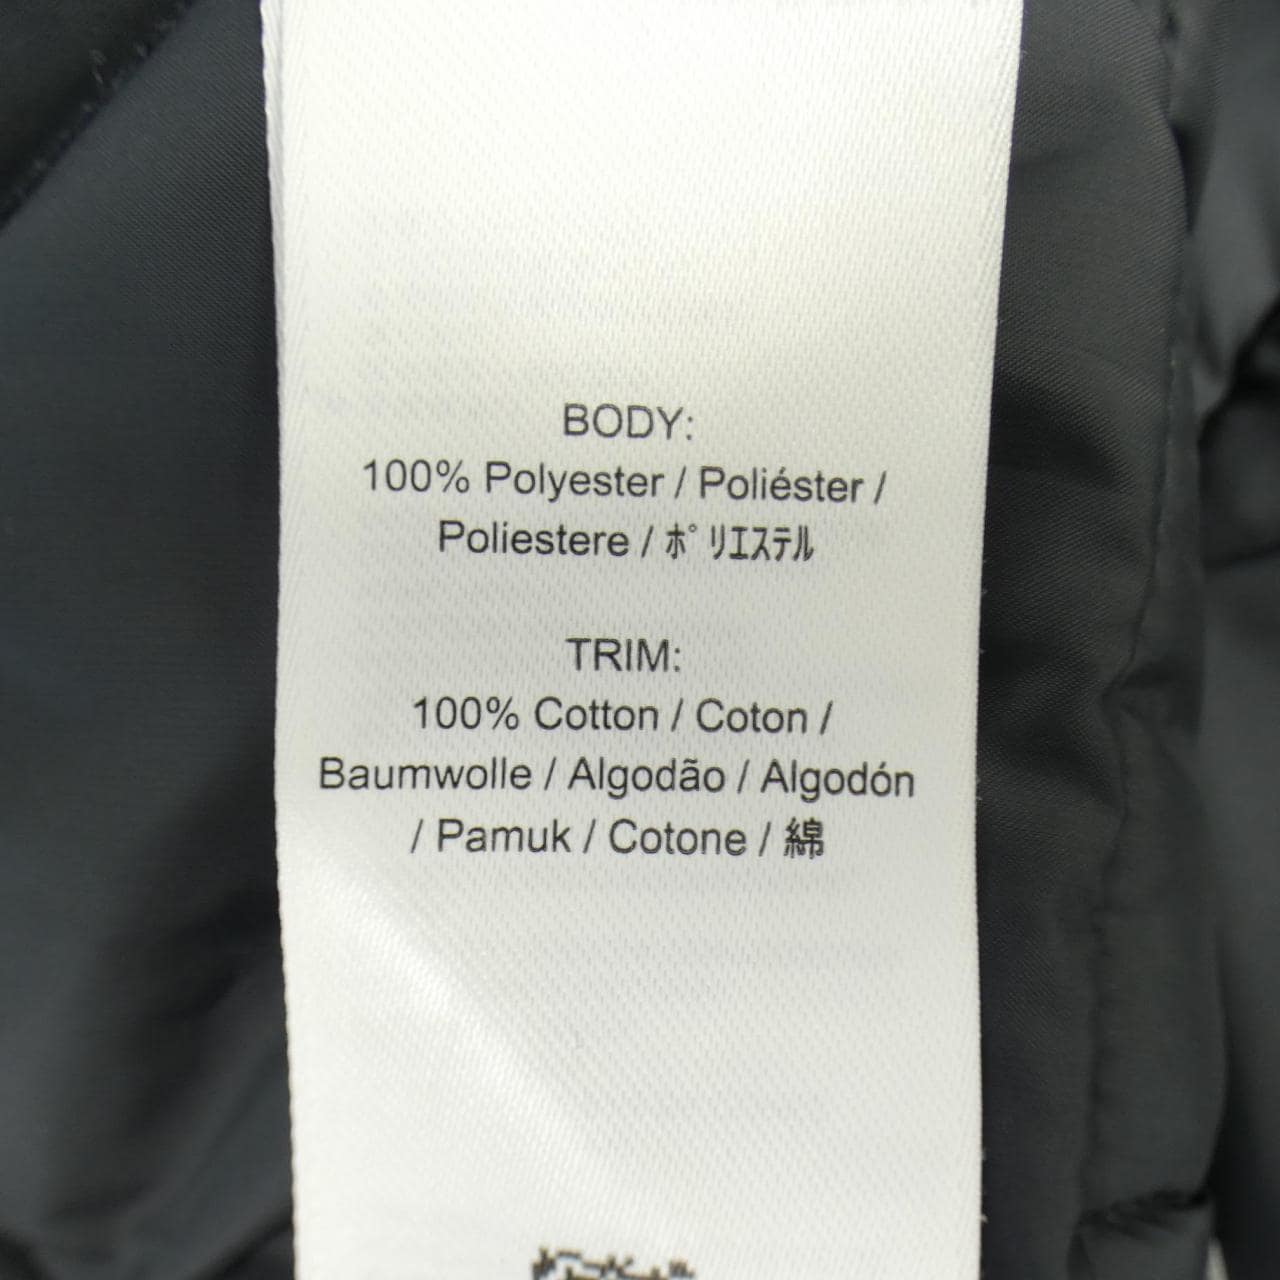 BODY:
100% Polyester / Poliéster /
Poliestere / ﾎﾟﾘｴｽﾃﾙ
TRIM:
100% Cotton / Coton /
Baumwolle / Algodão / Algodón
/ Pamuk / Cotone / 綿